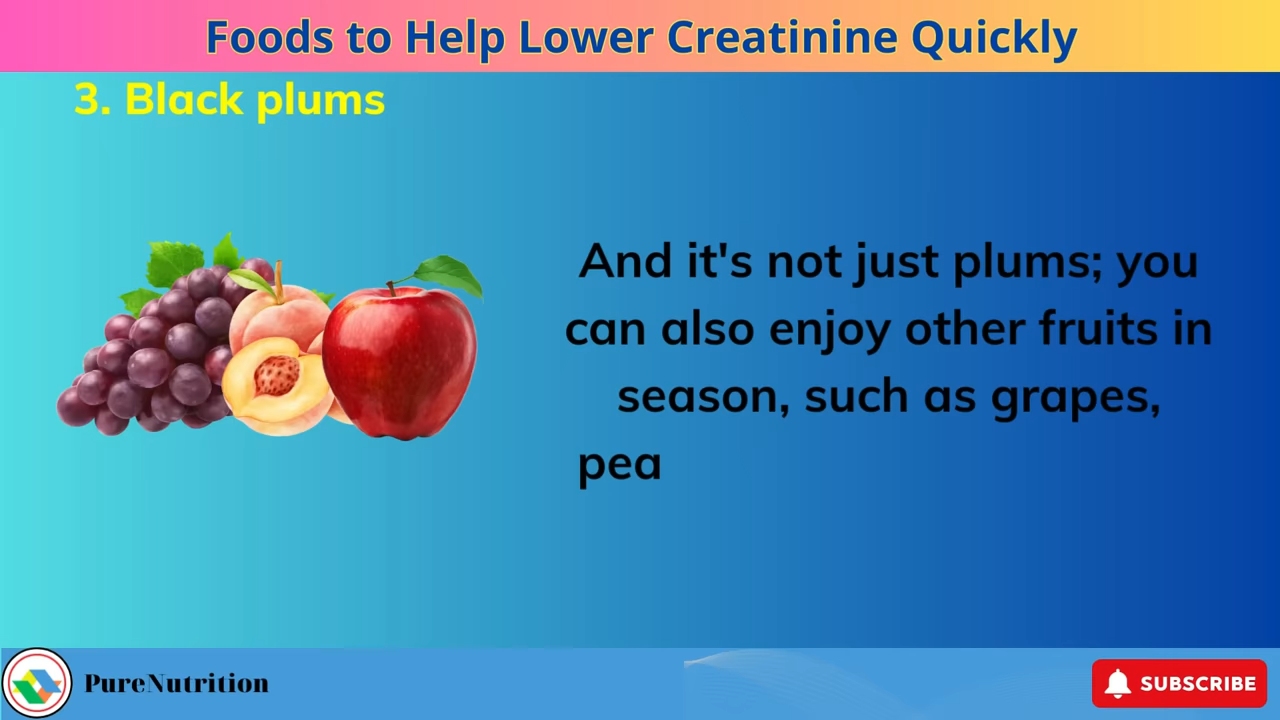 Foods to Help Lower Creatinine Quickly
3. Black plums
And it's not just plums; you
can also enjoy other fruits in
season, such as grapes,
pea
PureNutrition
SUBSCRIBE